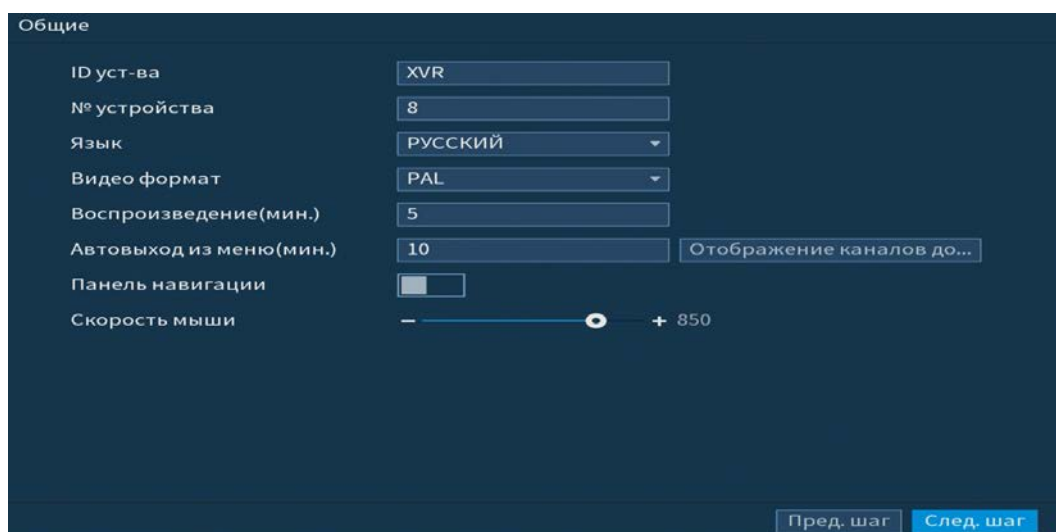 Общие
ID уст-ва XVR
№ устройства 8
Язык РУССКИЙ
Видео формат PAL
Воспроизведение(мин.) 5
Автовыход из меню(мин.) 10 Отображение каналов до...
Панель навигации
Скорость мыши − + 850
Пред. шаг След. шаг